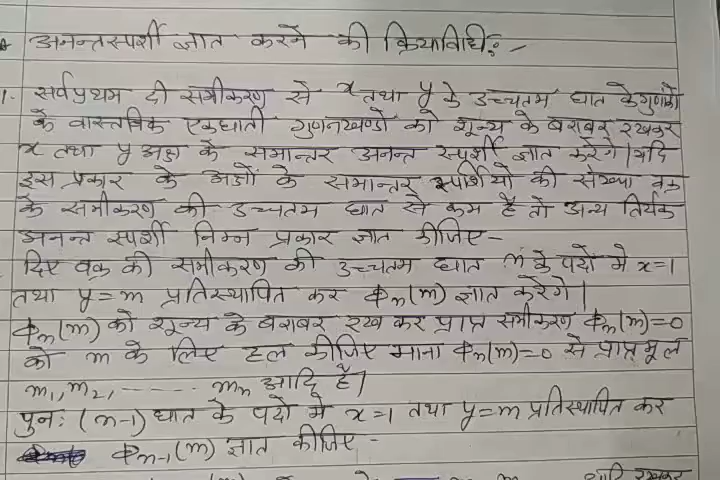 अनन्तस्पर्शी ज्ञात करने की क्रियाविधि :-
1. सर्वप्रथम दी समीकरण से x तथा y के उच्चतम घात के गुणकों
के वास्तविक एकघाती गुणनखण्डों को शून्य के बराबर रखकर
x तथा y अक्ष के समान्तर अनन्त स्पर्शी ज्ञात करेंगे। यदि
इस प्रकार के अक्षों के समान्तर स्पर्शियों की संख्या वक्र
के समीकरण की उच्चतम घात से कम है तो अन्य तिर्यक
अनन्त स्पर्शी निम्न प्रकार ज्ञात कीजिए -
दिए वक्र की समीकरण की उच्चतम घात n के पदों में x=1
तथा y=m प्रतिस्थापित कर ϕn(m) ज्ञात करेंगे।
ϕn(m) को शून्य के बराबर रख कर प्राप्त समीकरण ϕn(m)=0
को m के लिए हल कीजिए माना ϕn(m)=0 से प्राप्त मूल
m1, m2, ------ mn आदि है।
पुनः (n-1) घात के पदों में x=1 तथा y=m प्रतिस्थापित कर
ϕn-1(m) ज्ञात कीजिए -